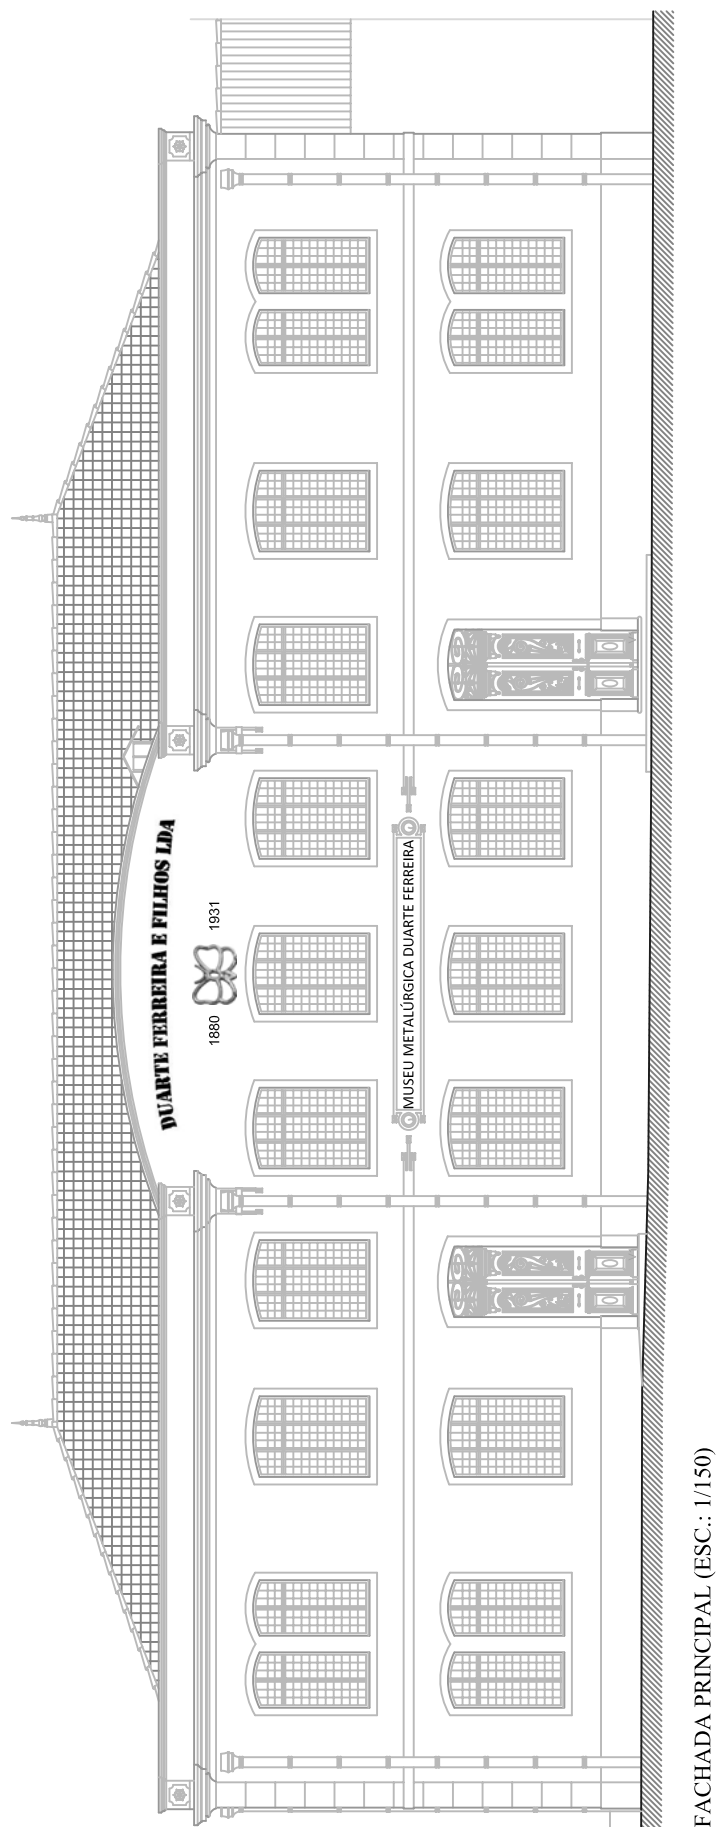 DUARTE FERREIRA E FILHOS LDA
1880 1931
MUSEU METALÚRGICA DUARTE FERREIRA
FACHADA PRINCIPAL (ESC.: 1/150)